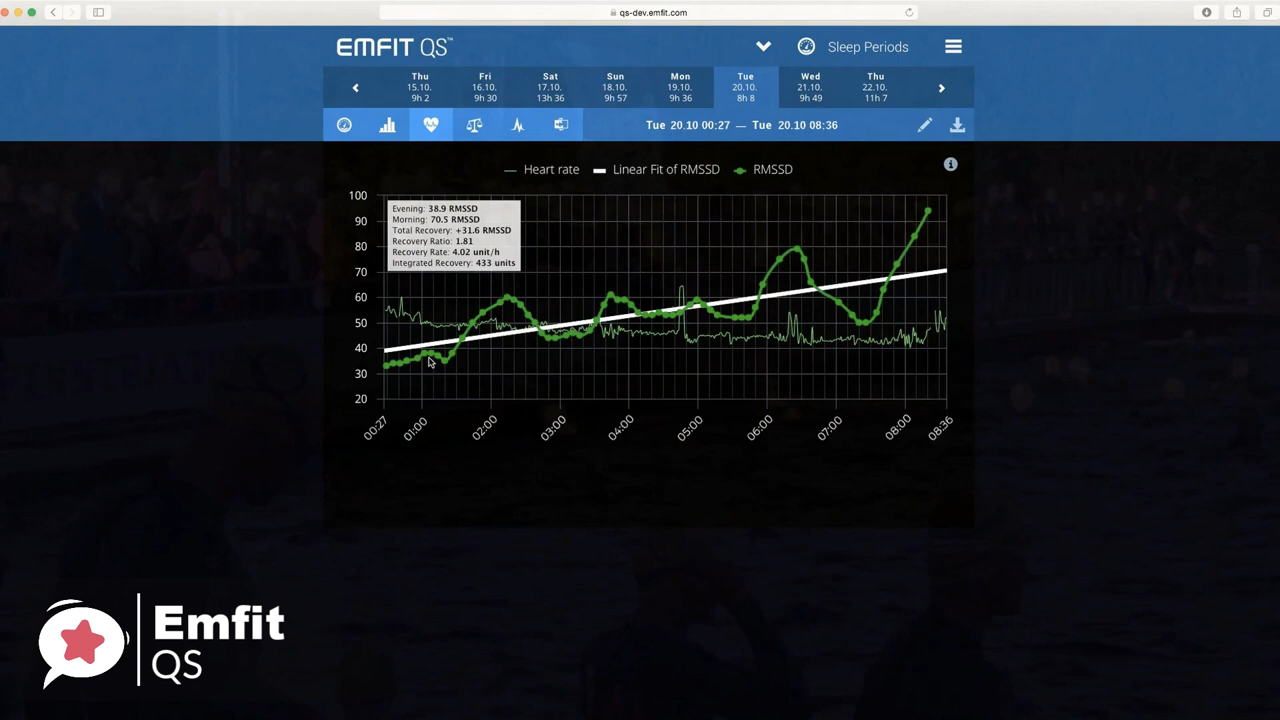 qs-dev.emfit.com
EMFIT QS™
Sleep Periods
Thu
15.10.
9h 2
Fri
16.10.
9h 30
Sat
17.10.
13h 36
Sun
18.10.
9h 57
Mon
19.10.
9h 36
Tue
20.10.
8h 8
Wed
21.10.
9h 49
Thu
22.10.
11h 7
Tue 20.10 00:27 — Tue 20.10 08:36
Heart rate
Linear Fit of RMSSD
RMSSD
Evening: 38.9 RMSSD
Morning: 70.5 RMSSD
Total Recovery: +31.6 RMSSD
Recovery Ratio: 1.81
Recovery Rate: 4.02 unit/h
Integrated Recovery: 433 units
100
90
80
70
60
50
40
30
20
00:27
01:00
02:00
03:00
04:00
05:00
06:00
07:00
08:00
08:36
Emfit
QS